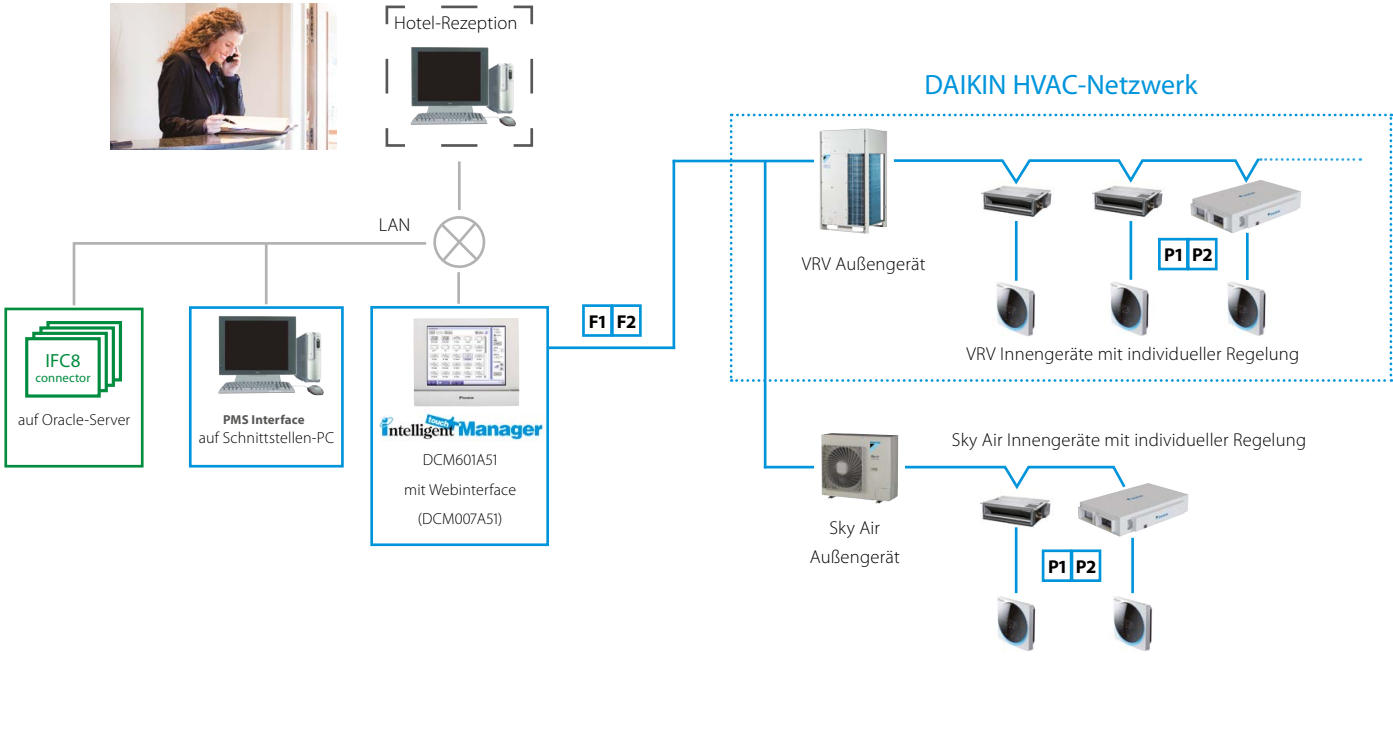 Hotel-Rezeption
DAIKIN HVAC-Netzwerk
LAN
VRV Außengerät
P1 P2
F1 F2
VRV Innengeräte mit individueller Regelung
IFC8
connector
auf Oracle-Server
PMS Interface
auf Schnittstellen-PC
intelligent touch Manager
DCM601A51
mit Webinterface
(DCM007A51)
Sky Air Innengeräte mit individueller Regelung
Sky Air
Außengerät
P1 P2